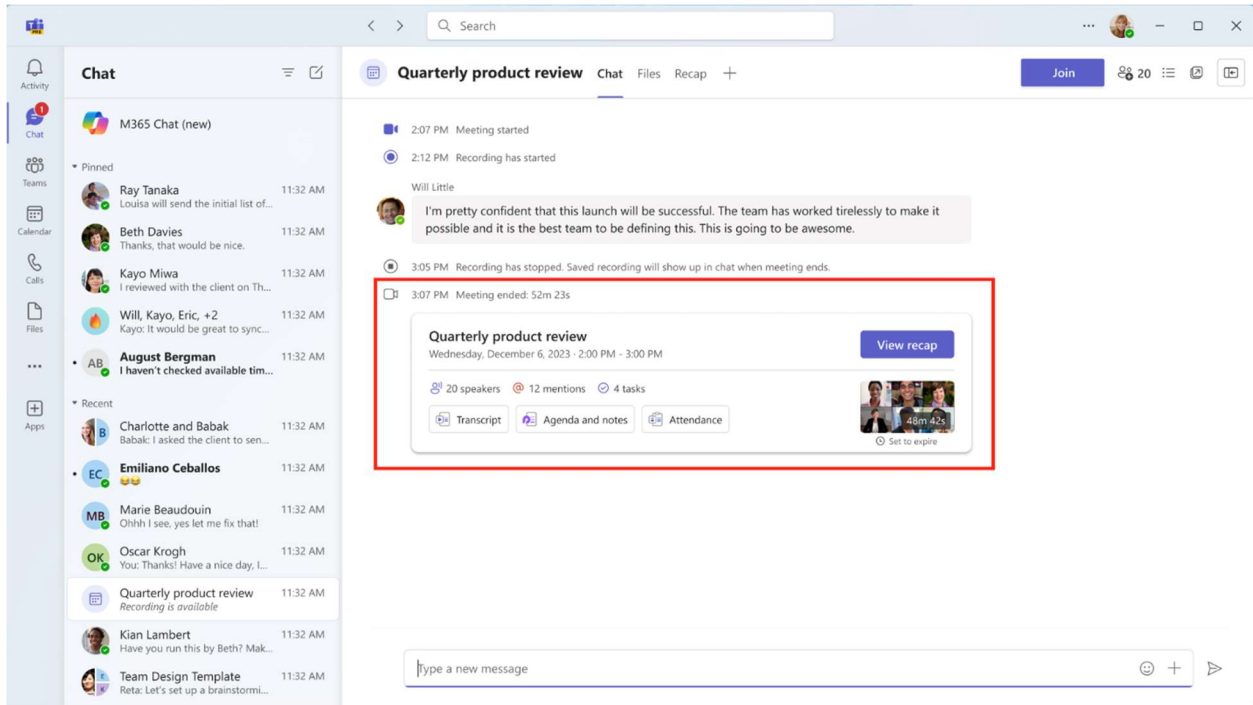 PRE
Search
Activity
1
Chat
Teams
Calendar
Calls
Files
Apps
Chat
M365 Chat (new)
Pinned
Ray Tanaka 11:32 AM
Louisa will send the initial list of...
Beth Davies 11:32 AM
Thanks, that would be nice.
Kayo Miwa 11:32 AM
I reviewed with the client on Th...
Will, Kayo, Eric, +2 11:32 AM
Kayo: It would be great to sync...
AB
August Bergman 11:32 AM
I haven't checked available tim...
Recent
B
Charlotte and Babak 11:32 AM
Babak: I asked the client to sen...
EC
Emiliano Ceballos 11:32 AM
😂😂
MB
Marie Beaudouin 11:32 AM
Ohhh I see, yes let me fix that!
OK
Oscar Krogh 11:32 AM
You: Thanks! Have a nice day, I...
Quarterly product review 11:32 AM
Recording is available
Kian Lambert 11:32 AM
Have you run this by Beth? Mak...
Team Design Template 11:32 AM
Reta: Let's set up a brainstormi...
Quarterly product review Chat Files Recap
Join 20
2:07 PM Meeting started
2:12 PM Recording has started
Will Little
I'm pretty confident that this launch will be successful. The team has worked tirelessly to make it
possible and it is the best team to be defining this. This is going to be awesome.
3:05 PM Recording has stopped. Saved recording will show up in chat when meeting ends.
3:07 PM Meeting ended: 52m 23s
Quarterly product review
Wednesday, December 6, 2023 · 2:00 PM - 3:00 PM
View recap
20 speakers @ 12 mentions 4 tasks
Transcript Agenda and notes Attendance
48m 42s
Set to expire
Type a new message